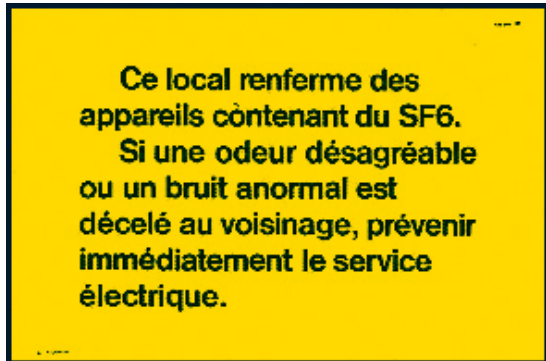 Ce local renferme des
appareils contenant du SF6.
Si une odeur désagréable
ou un bruit anormal est
décelé au voisinage, prévenir
immédiatement le service
électrique.